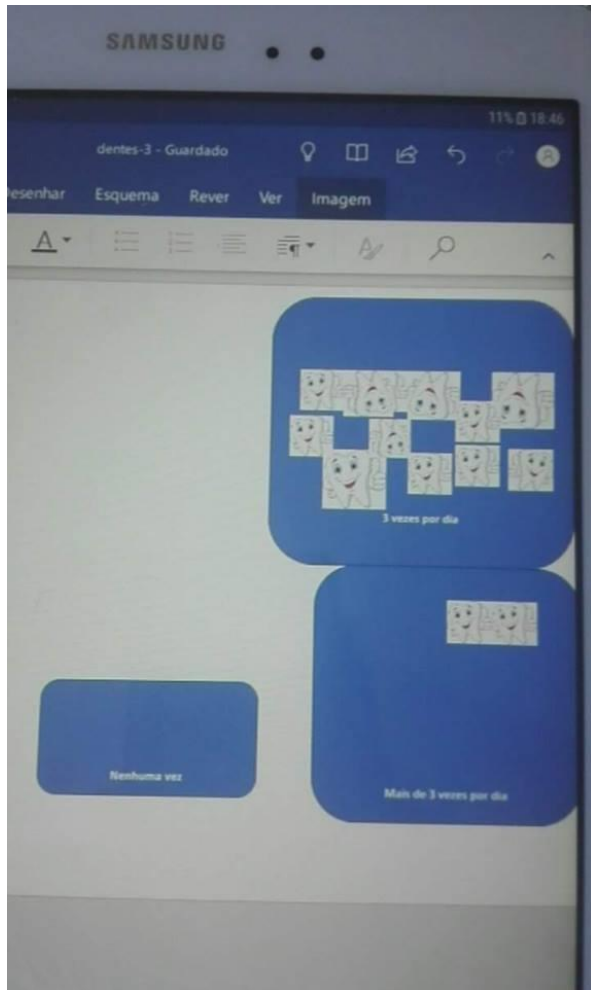 SAMSUNG
11% 18:46
dentes-3 - Guardado
Desenhar Esquema Rever Ver Imagem
A
3 vezes por dia
Nenhuma vez
Mais de 3 vezes por dia